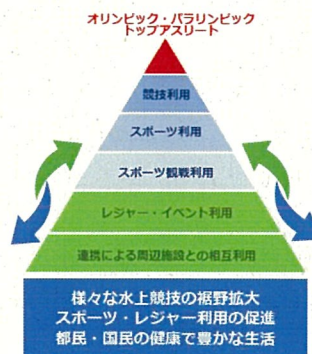 オリンピック・パラリンピック
トップアスリート
競技利用
スポーツ利用
スポーツ観戦利用
レジャー・イベント利用
連携による周辺施設との相互利用
様々な水上競技の裾野拡大
スポーツ・レジャー利用の促進
都民・国民の健康で豊かな生活